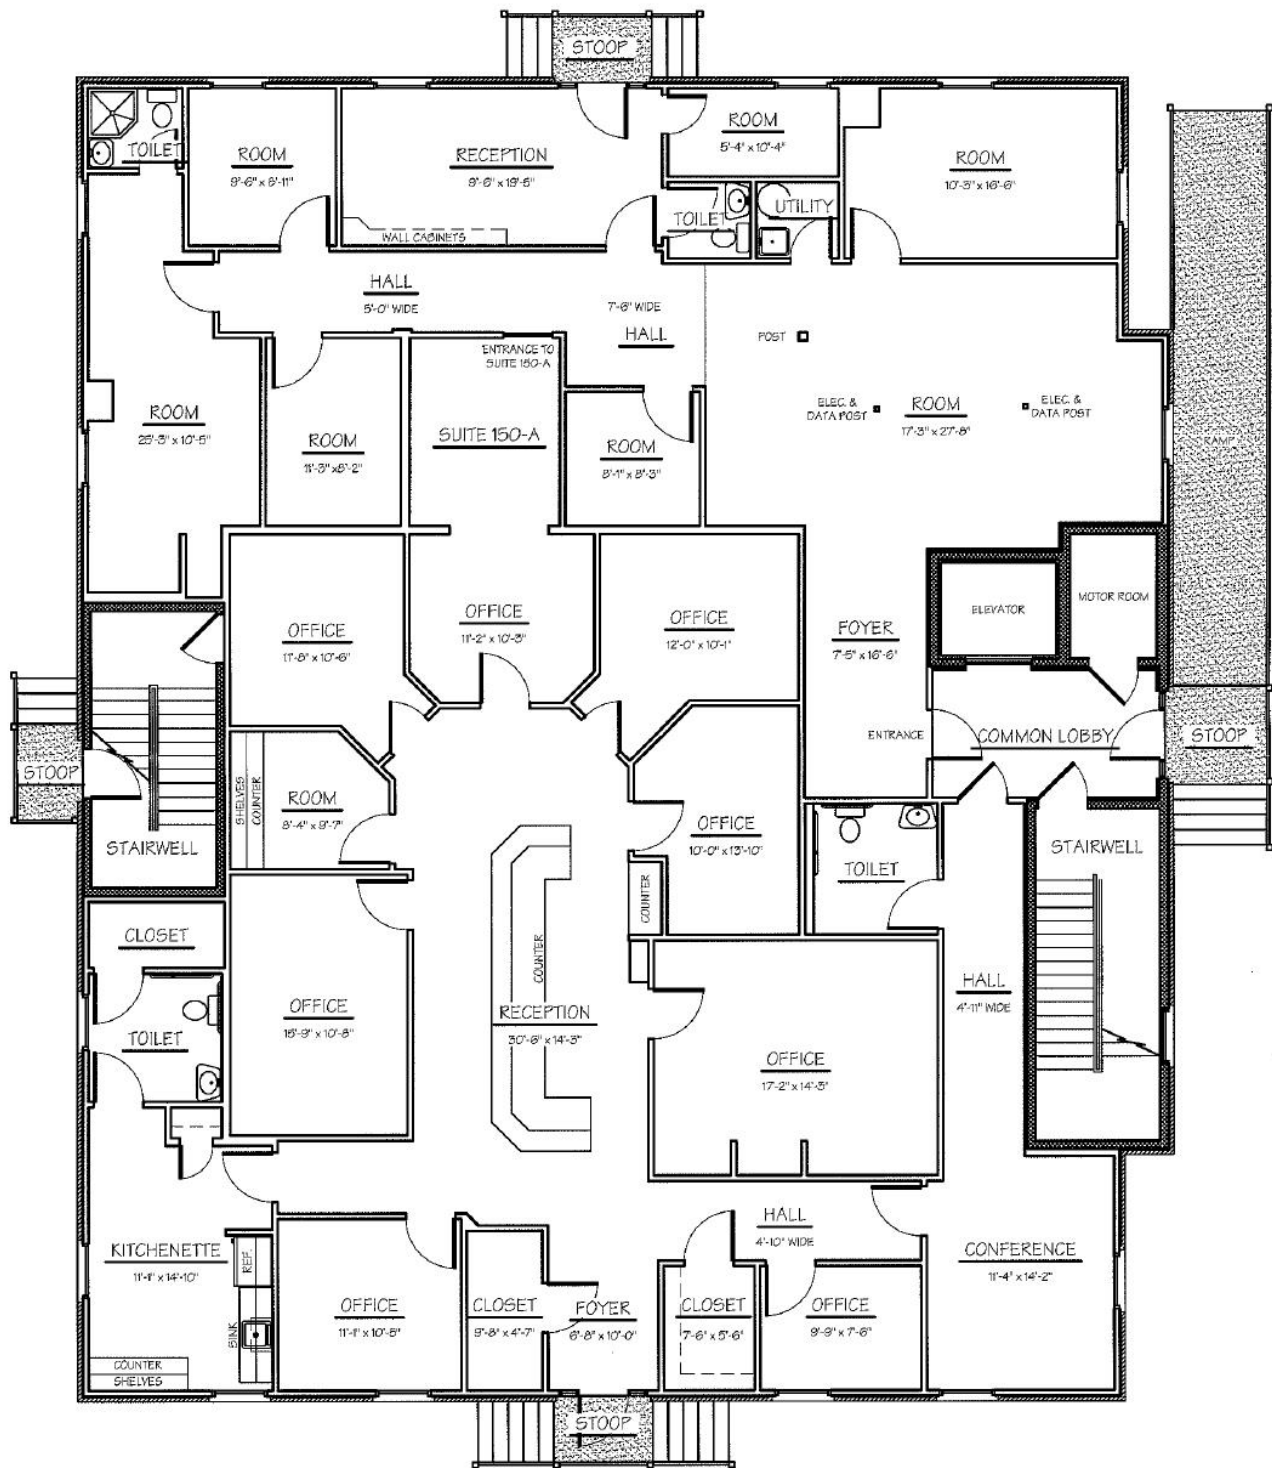 STOOP
TOILET
ROOM
9'-6" x 8'-11"
RECEPTION
9'-6" x 19'-5"
WALL CABINETS
ROOM
5'-4" x 10'-4"
TOILET
UTILITY
ROOM
10'-3" x 16'-6"
HALL
5'-0" WIDE
7'-6" WIDE
HALL
ENTRANCE TO
SUITE 150-A
POST
ELEC. &
DATA POST
ROOM
17'-3" x 27'-8"
ELEC. &
DATA POST
RAMP
ROOM
25'-3" x 10'-5"
ROOM
11'-3" x 8'-2"
SUITE 150-A
ROOM
8'-1" x 8'-3"
OFFICE
11'-8" x 10'-6"
OFFICE
11'-2" x 10'-3"
OFFICE
12'-0" x 10'-1"
FOYER
7'-5" x 16'-6"
ELEVATOR
MOTOR ROOM
ENTRANCE
COMMON LOBBY
STOOP
STOOP
STAIRWELL
SHELVES
COUNTER
ROOM
8'-4" x 9'-7"
OFFICE
10'-0" x 13'-10"
COUNTER
TOILET
STAIRWELL
CLOSET
TOILET
OFFICE
15'-9" x 10'-8"
COUNTER
RECEPTION
30'-6" x 14'-3"
OFFICE
17'-2" x 14'-3"
HALL
4'-11" WIDE
KITCHENETTE
11'-1" x 14'-10"
REF.
SINK
COUNTER
SHELVES
OFFICE
11'-1" x 10'-5"
CLOSET
9'-8" x 4'-7"
FOYER
6'-8" x 10'-0"
CLOSET
7'-6" x 5'-6"
HALL
4'-10" WIDE
OFFICE
9'-9" x 7'-6"
CONFERENCE
11'-4" x 14'-2"
STOOP